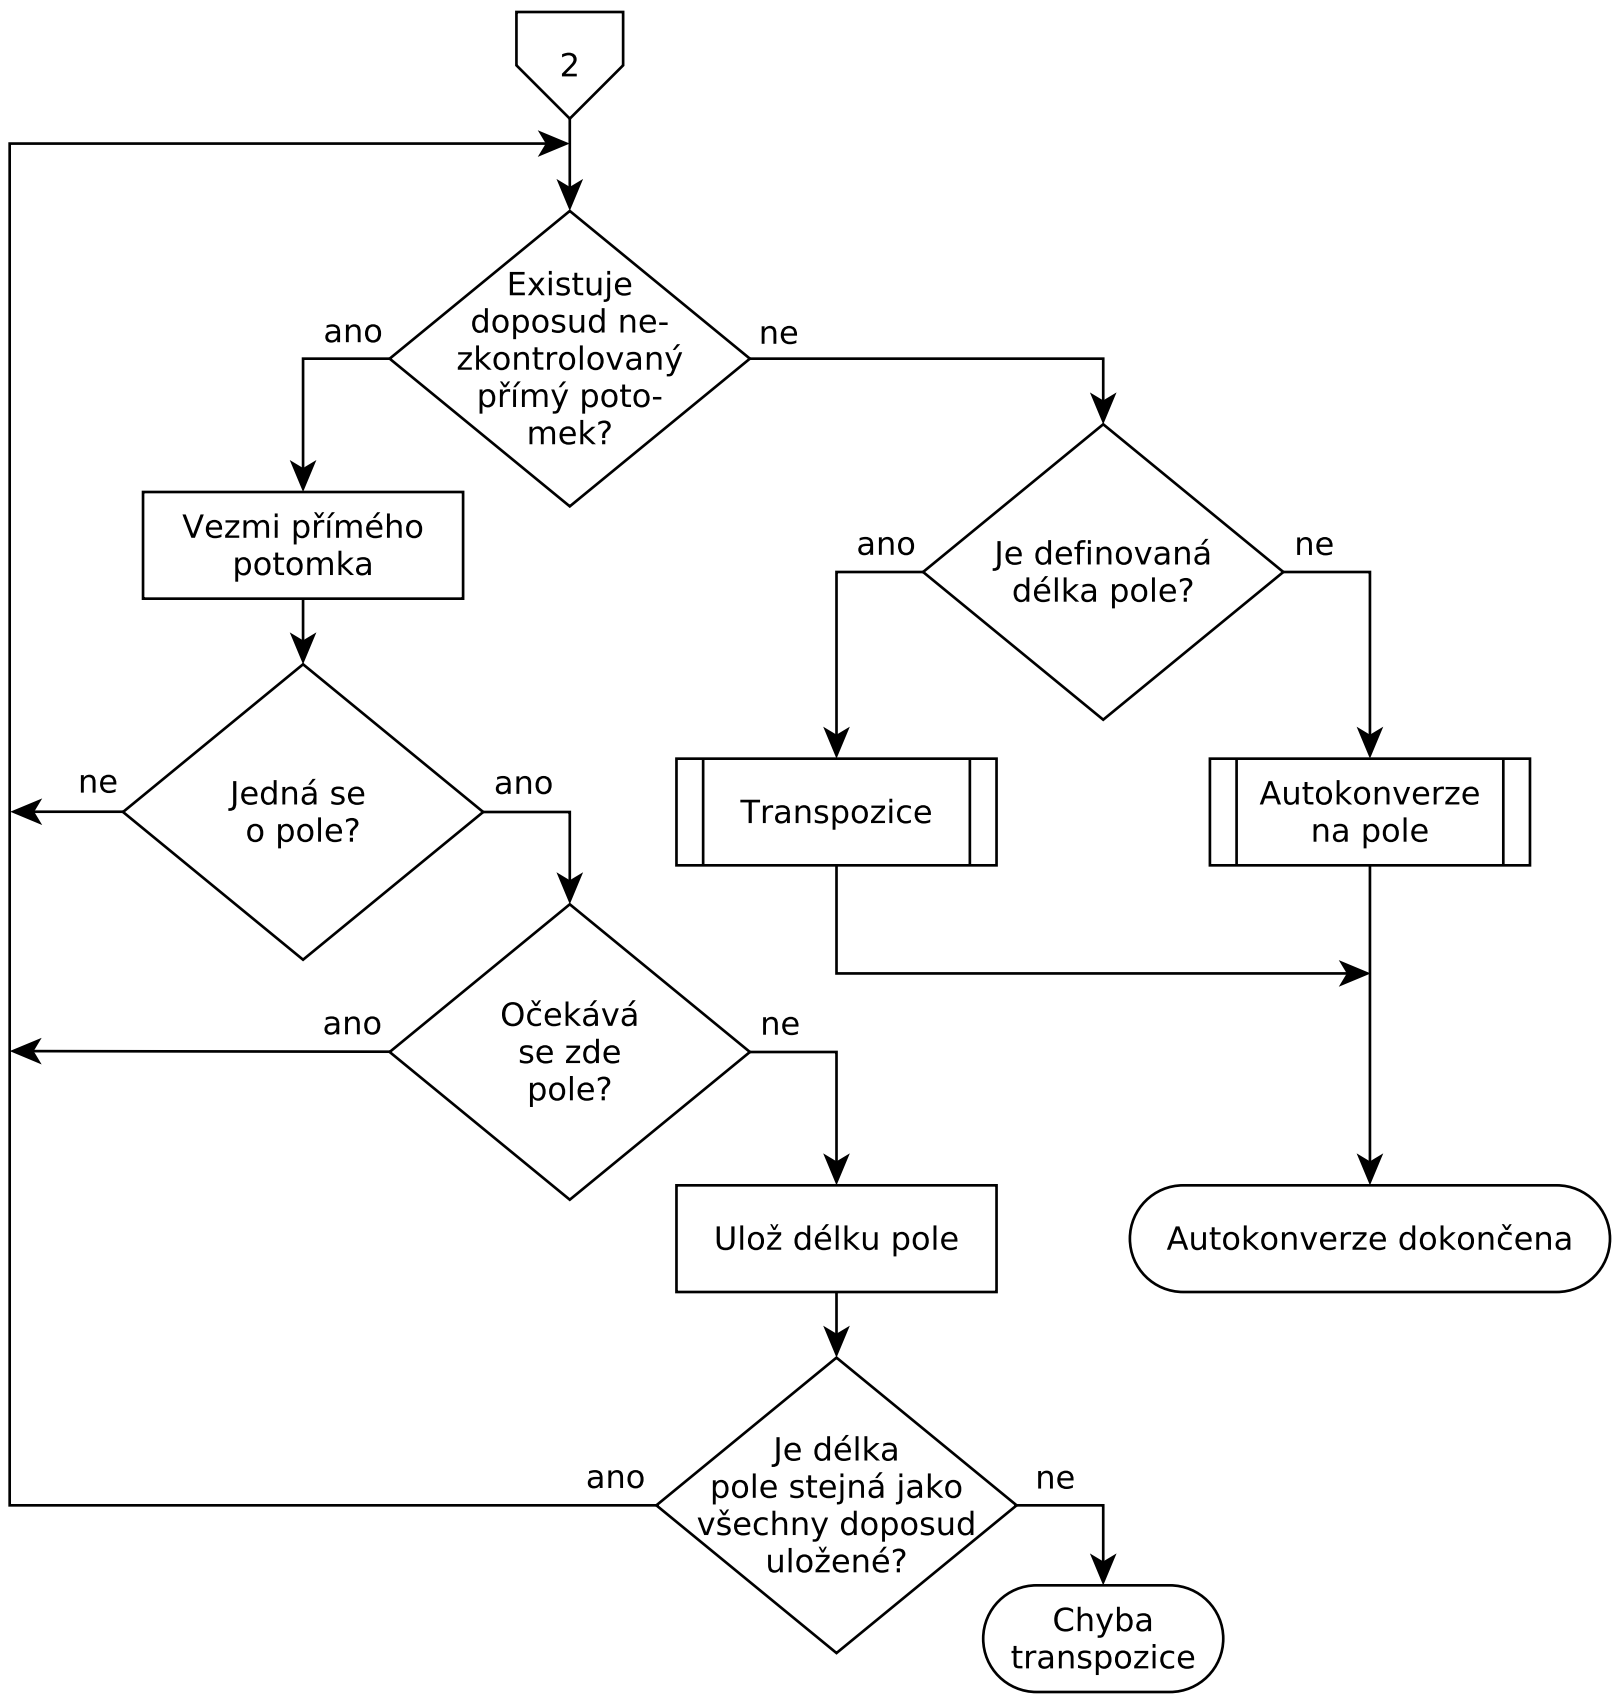 2
Existuje
doposud ne-
zkontrolovaný
přímý poto-
mek?
ano
ne
Vezmi přímého
potomka
Je definovaná
délka pole?
ano
ne
Jedná se
o pole?
ne
ano
Transpozice
Autokonverze
na pole
Očekává
se zde
pole?
ano
ne
Ulož délku pole
Autokonverze dokončena
Je délka
pole stejná jako
všechny doposud
uložené?
ano
ne
Chyba
transpozice